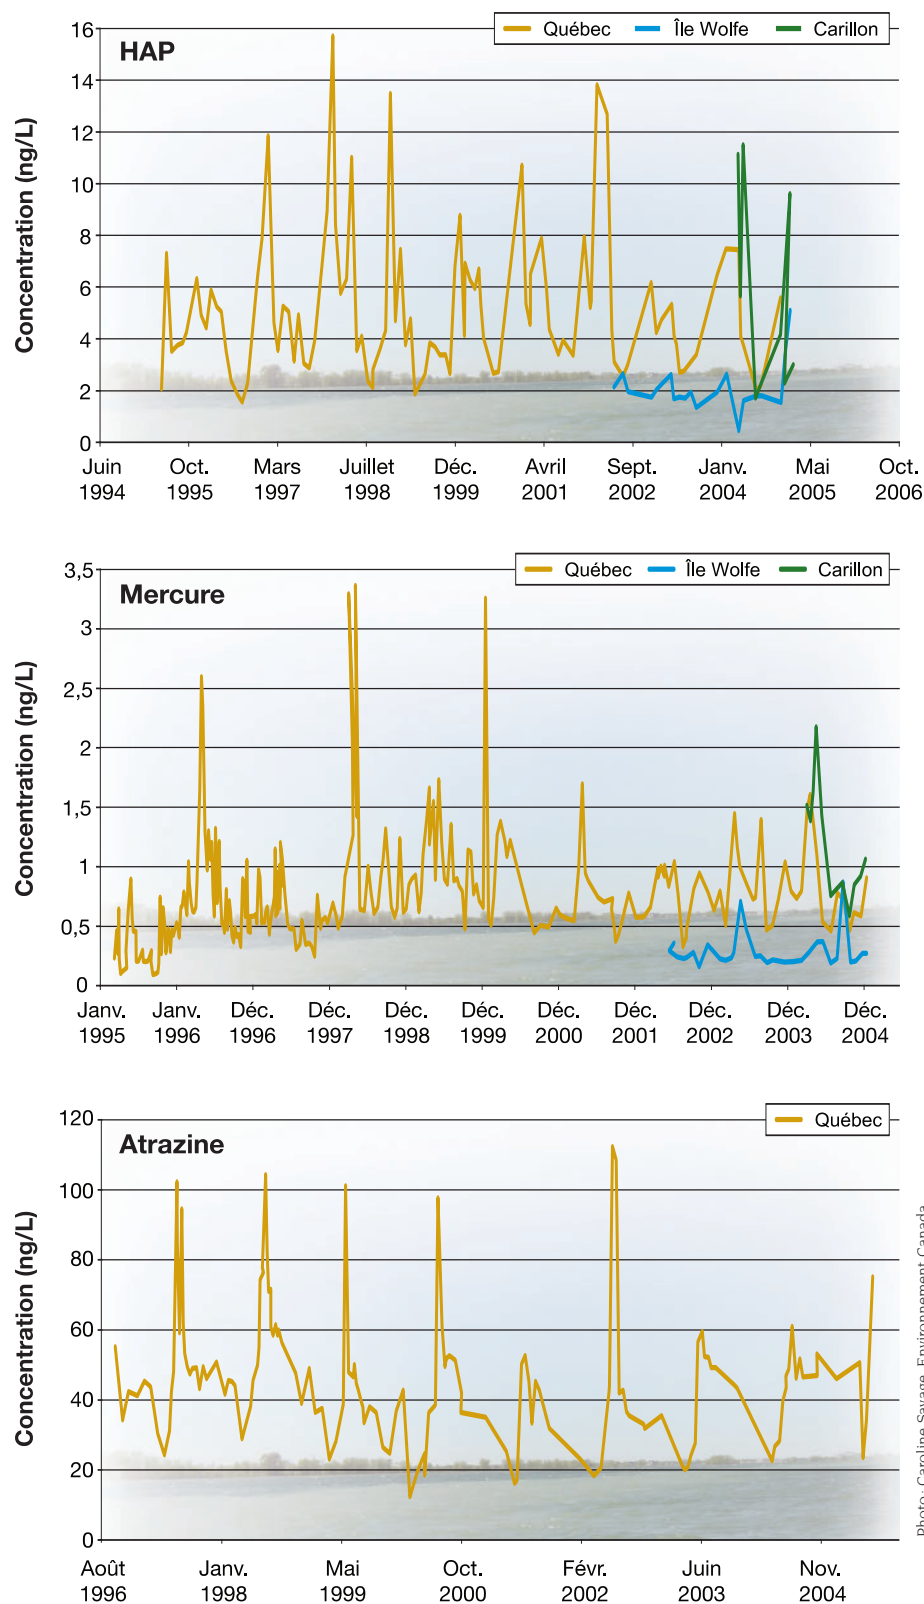 HAP
Québec Île Wolfe Carillon
Concentration (ng/L)
16
14
12
10
8
6
4
2
0
Juin Oct. Mars Juillet Déc. Avril Sept. Janv. Mai Oct.
1994 1995 1997 1998 1999 2001 2002 2004 2005 2006
Mercure
Québec Île Wolfe Carillon
Concentration (ng/L)
3,5
3
2,5
2
1,5
1
0,5
0
Janv. Janv. Déc. Déc. Déc. Déc. Déc. Déc. Déc. Déc. Déc.
1995 1996 1996 1997 1998 1999 2000 2001 2002 2003 2004
Atrazine
Québec
Concentration (ng/L)
120
100
80
60
40
20
0
Août Janv. Mai Oct. Févr. Juin Nov.
1996 1998 1999 2000 2002 2003 2004
Photo : Caroline Savage, Environnement Canada